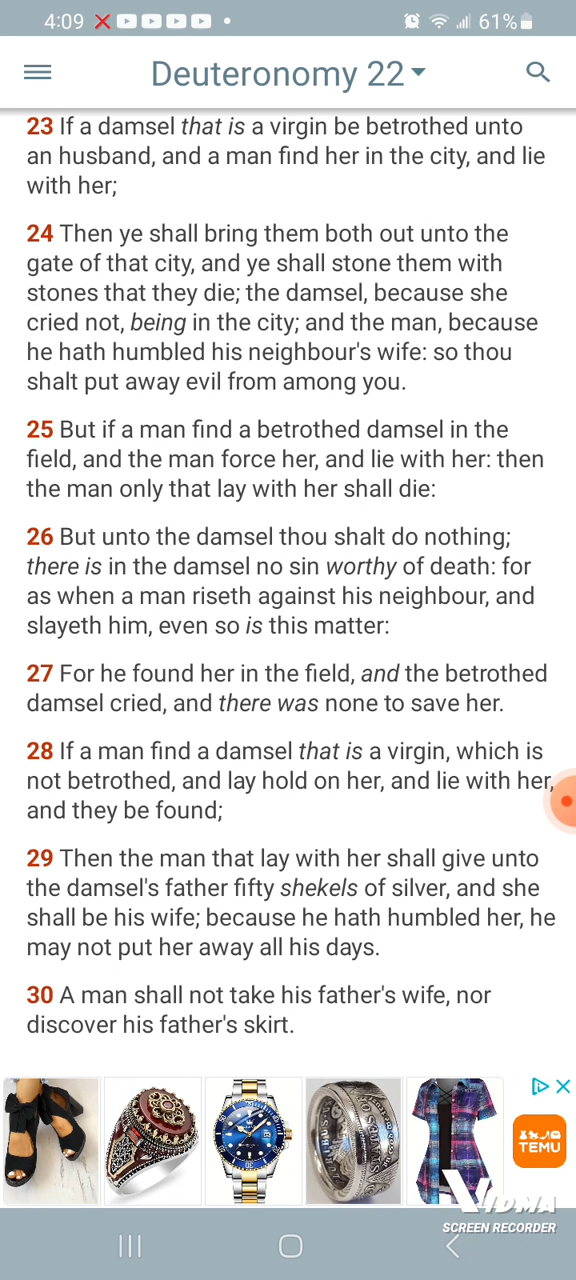 4:09
61%
Deuteronomy 22
23 If a damsel that is a virgin be betrothed unto
an husband, and a man find her in the city, and lie
with her;
24 Then ye shall bring them both out unto the
gate of that city, and ye shall stone them with
stones that they die; the damsel, because she
cried not, being in the city; and the man, because
he hath humbled his neighbour's wife: so thou
shalt put away evil from among you.
25 But if a man find a betrothed damsel in the
field, and the man force her, and lie with her: then
the man only that lay with her shall die:
26 But unto the damsel thou shalt do nothing;
there is in the damsel no sin worthy of death: for
as when a man riseth against his neighbour, and
slayeth him, even so is this matter:
27 For he found her in the field, and the betrothed
damsel cried, and there was none to save her.
28 If a man find a damsel that is a virgin, which is
not betrothed, and lay hold on her, and lie with her,
and they be found;
29 Then the man that lay with her shall give unto
the damsel's father fifty shekels of silver, and she
shall be his wife; because he hath humbled her, he
may not put her away all his days.
30 A man shall not take his father's wife, nor
discover his father's skirt.
TEMU
VIDMA
SCREEN RECORDER